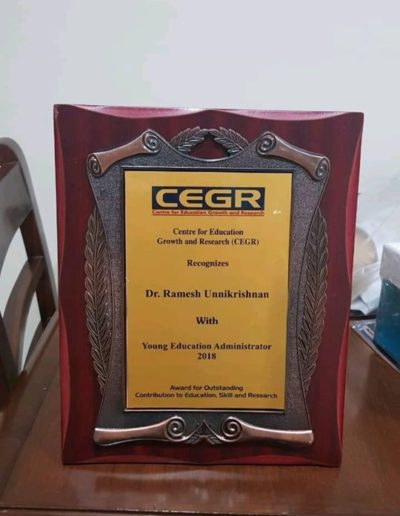 CEGR
Centre for Education Growth and Research
Centre for Education
Growth and Research (CEGR)
Recognizes
Dr. Ramesh Unnikrishnan
With
Young Education Administrator
2018
Award for Outstanding
Contribution to Education, Skill and Research